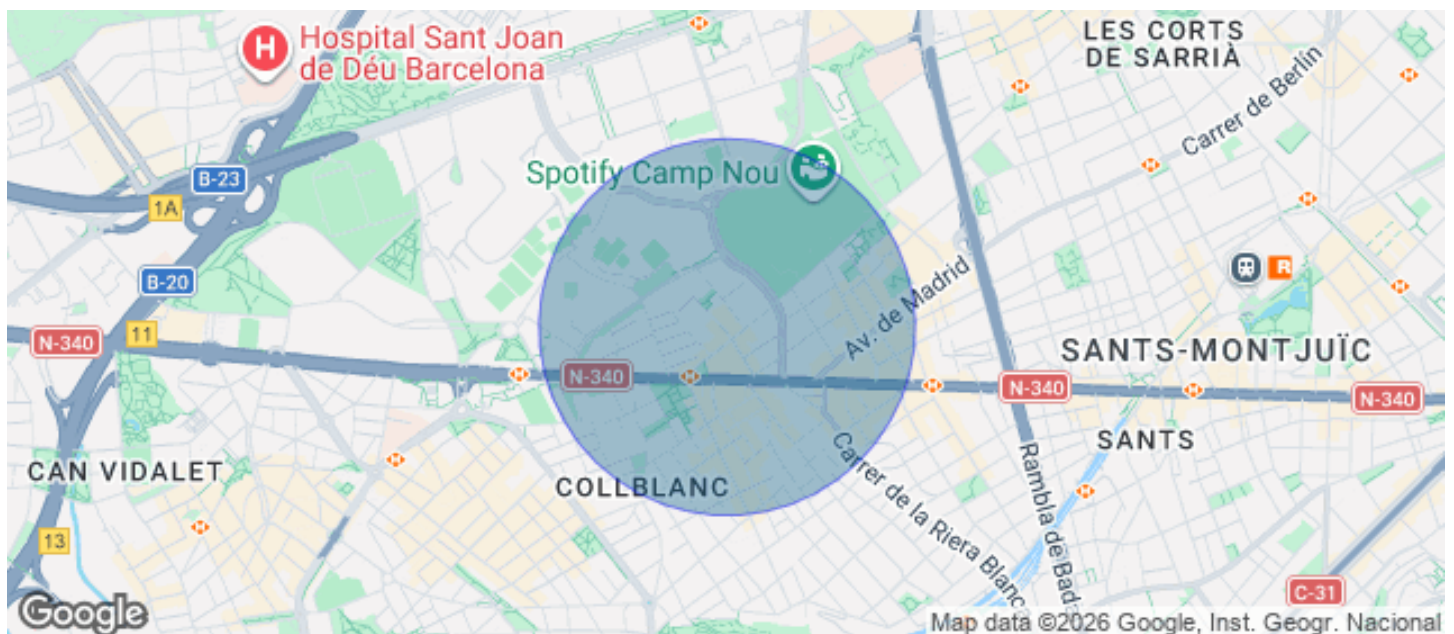 Hospital Sant Joan
de Déu Barcelona
H
LES CORTS
DE SARRIÀ
Carrer de Berlín
B-23
1A
Spotify Camp Nou
B-20
R
Av. de Madrid
N-340
11
N-340
SANTS-MONTJUÏC
N-340
N-340
SANTS
CAN VIDALET
COLLBLANC
Carrer de la Riera Blanca
Rambla de Bada
13
C-31
Google
Map data ©2026 Google, Inst. Geogr. Nacional